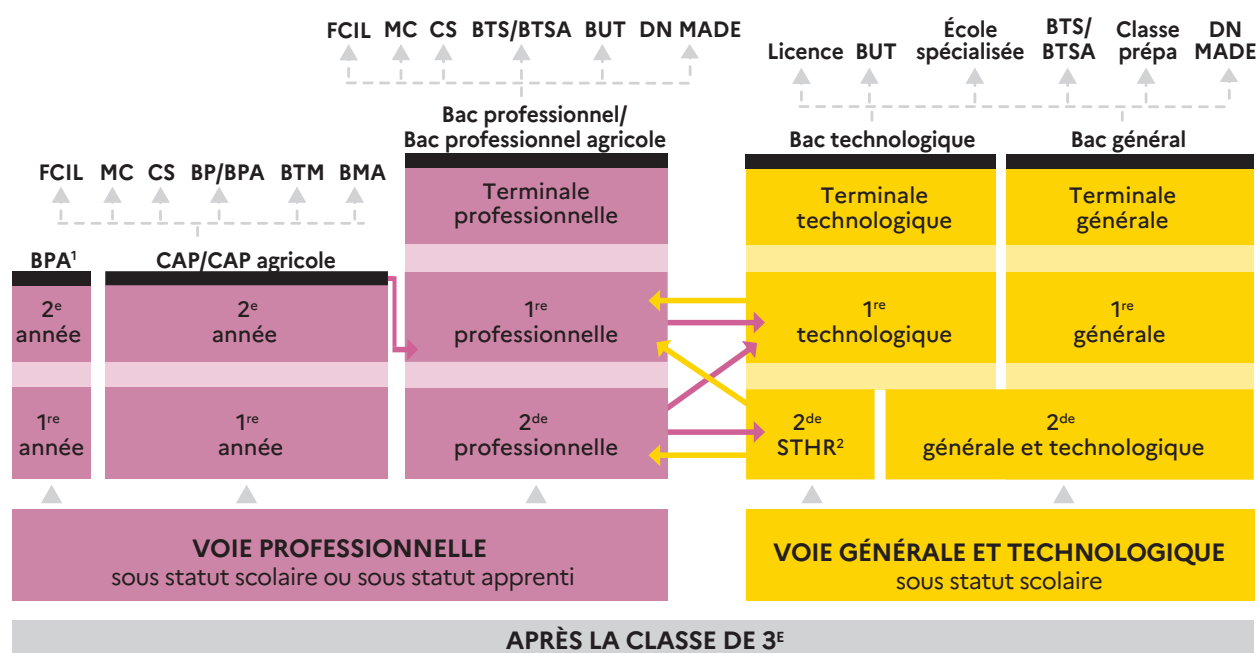 FCIL MC CS BTS/BTSA BUT DN MADE
Licence BUT École spécialisée BTS/ BTSA Classe prépa DN MADE
Bac professionnel/
Bac professionnel agricole
Bac technologique
Bac général
FCIL MC CS BP/BPA BTM BMA
Terminale
professionnelle
Terminale
technologique
Terminale
générale
BPA¹
CAP/CAP agricole
2e
année
2e
année
1re
professionnelle
1re
technologique
1re
générale
1re
année
1re
année
2de
professionnelle
2de
STHR²
2de
générale et technologique
VOIE PROFESSIONNELLE
sous statut scolaire ou sous statut apprenti
VOIE GÉNÉRALE ET TECHNOLOGIQUE
sous statut scolaire
APRÈS LA CLASSE DE 3E